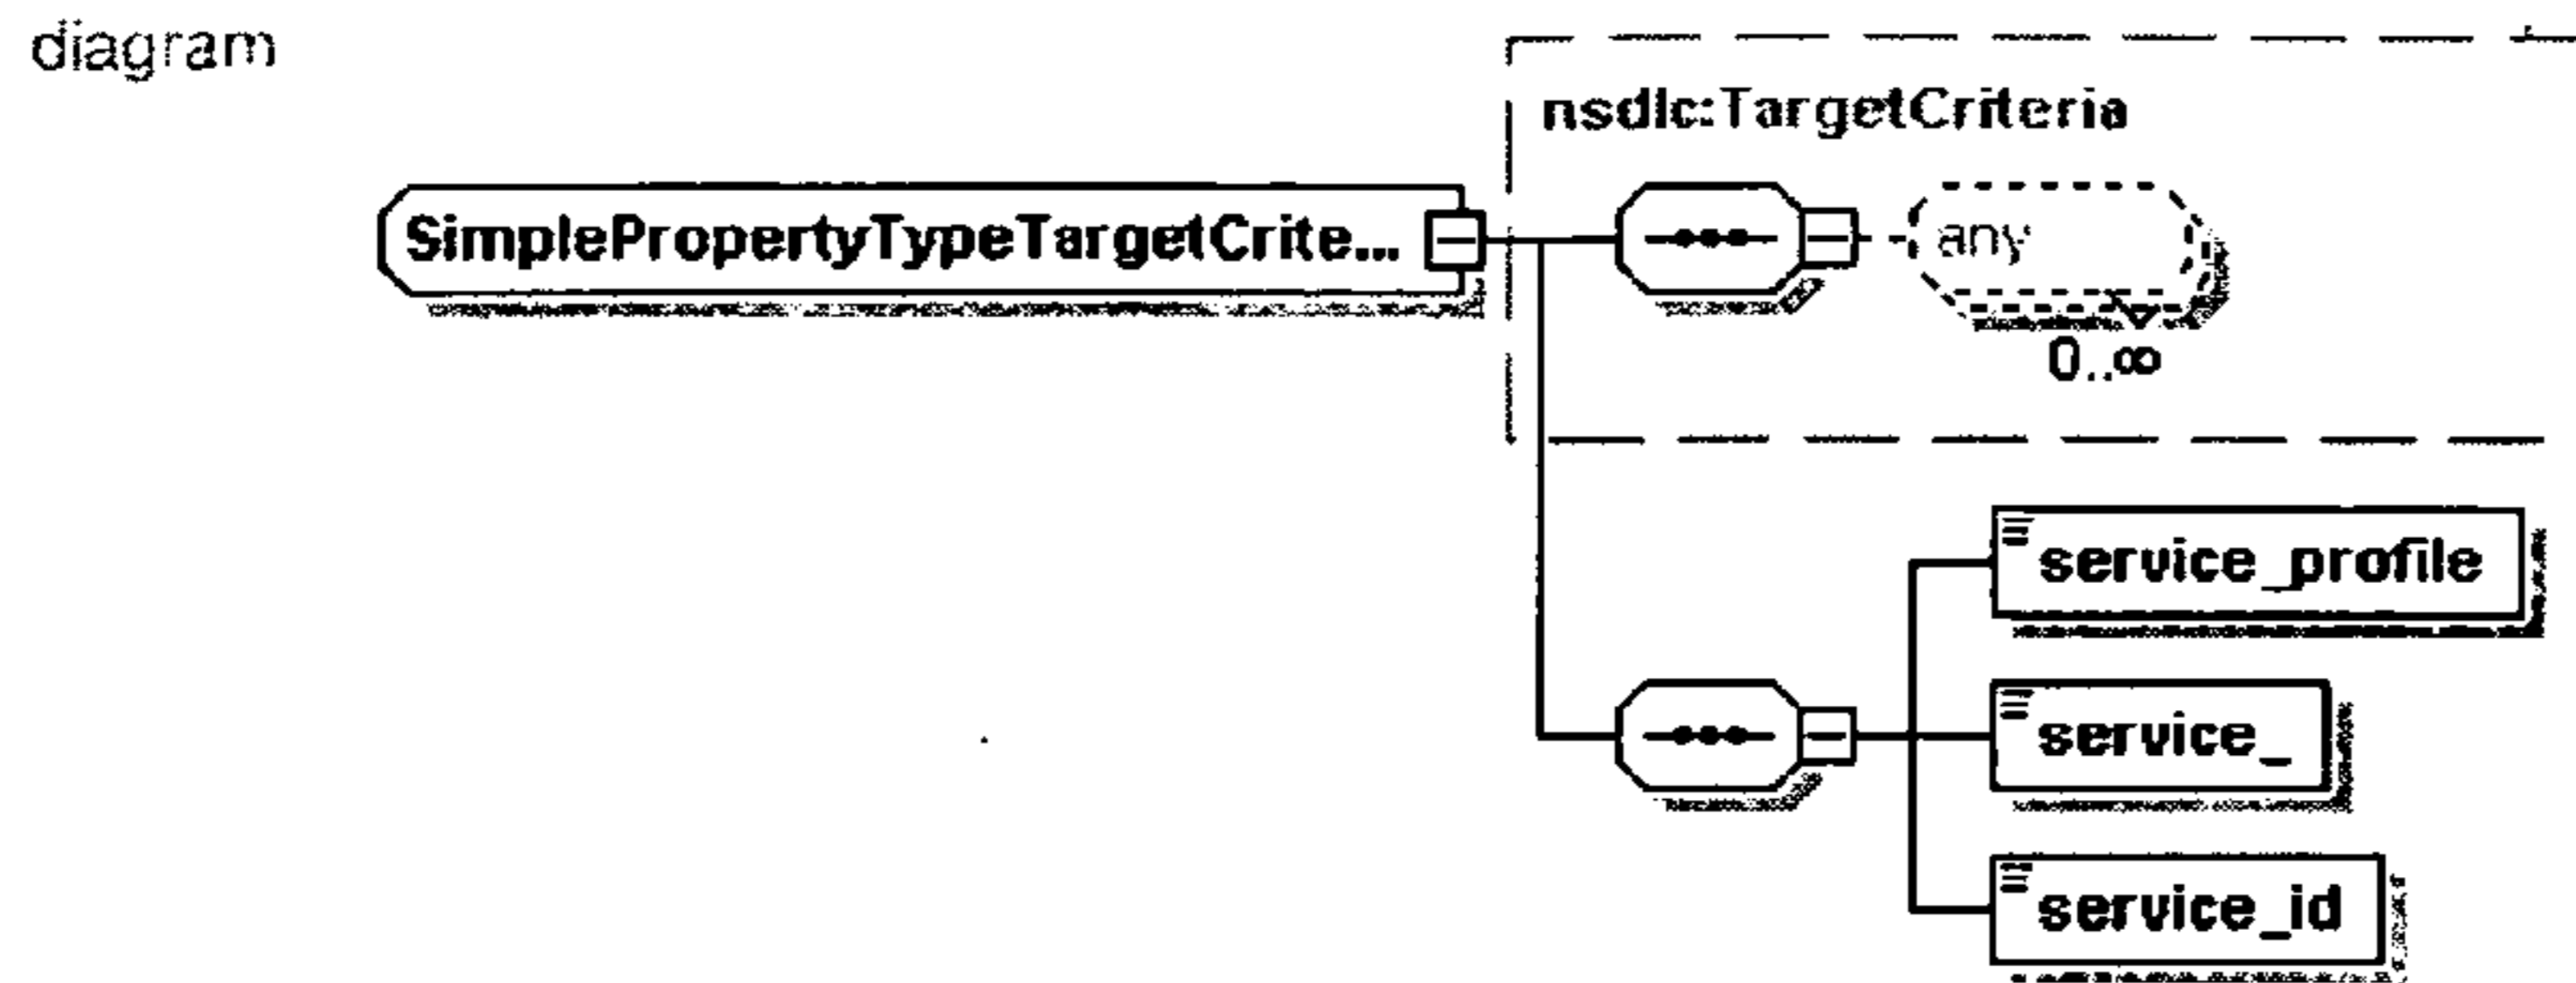 diagram
nsdlc:TargetCriteria
SimplePropertyTypeTargetCrite...
any
0..∞
service_profile
service_
service_id